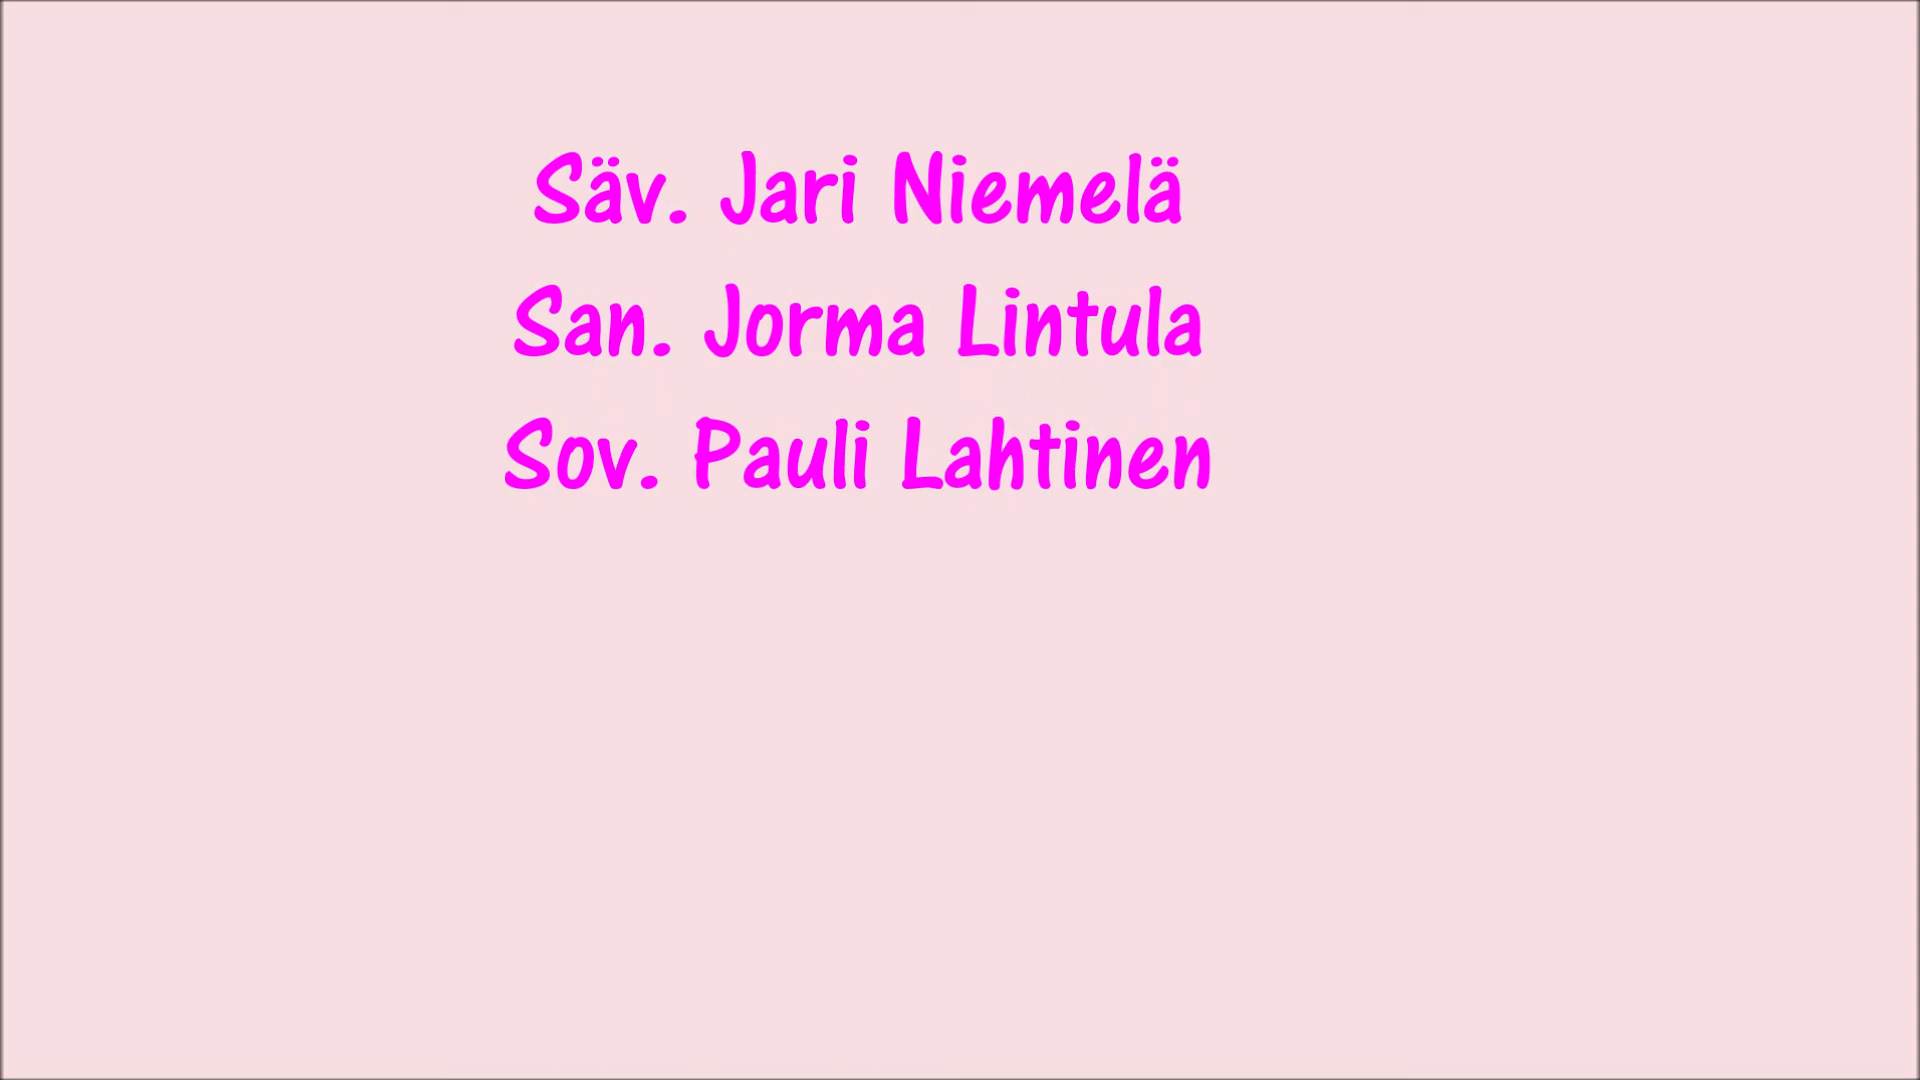 Säv. Jari Niemelä
San. Jorma Lintula
Sov. Pauli Lahtinen